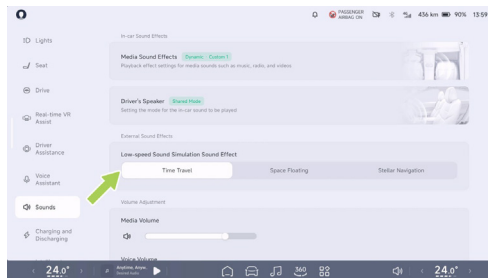 PASSENGER
AIRBAG ON
436 km
90%
13:59
Lights
Seat
Drive
Real-time VR
Assist
Driver
Assistance
Voice
Assistant
Sounds
Charging and
Discharging
In-car Sound Effects
Media Sound Effects Dynamic · Custom 1
Playback effect settings for media sounds such as music, radio, and videos.
Driver's Speaker Shared Mode
Setting the mode for the in-car sound to be played
External Sound Effects
Low-speed Sound Simulation Sound Effect
Time Travel Space Floating Stellar Navigation
Volume Adjustment
Media Volume
Voice Volume
24.0°
Anytime, Anyw.
360
24.0°